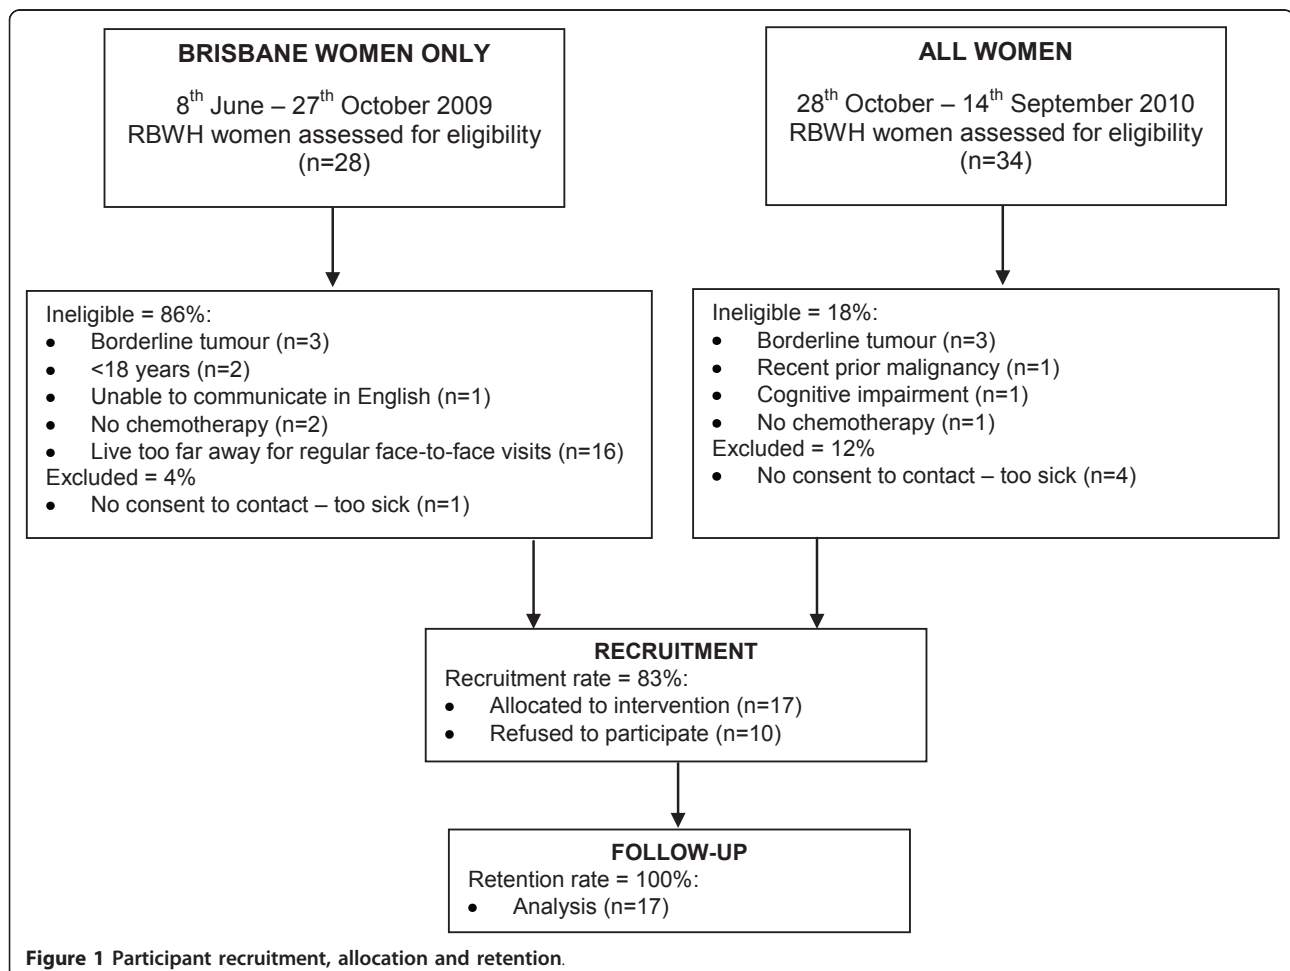 BRISBANE WOMEN ONLY
8th June – 27th October 2009
RBWH women assessed for eligibility
(n=28)
ALL WOMEN
28th October – 14th September 2010
RBWH women assessed for eligibility
(n=34)
Ineligible = 86%:
• Borderline tumour (n=3)
• <18 years (n=2)
• Unable to communicate in English (n=1)
• No chemotherapy (n=2)
• Live too far away for regular face-to-face visits (n=16)
Excluded = 4%
• No consent to contact – too sick (n=1)
Ineligible = 18%:
• Borderline tumour (n=3)
• Recent prior malignancy (n=1)
• Cognitive impairment (n=1)
• No chemotherapy (n=1)
Excluded = 12%
• No consent to contact – too sick (n=4)
RECRUITMENT
Recruitment rate = 83%:
• Allocated to intervention (n=17)
• Refused to participate (n=10)
FOLLOW-UP
Retention rate = 100%:
• Analysis (n=17)
Figure 1 Participant recruitment, allocation and retention.